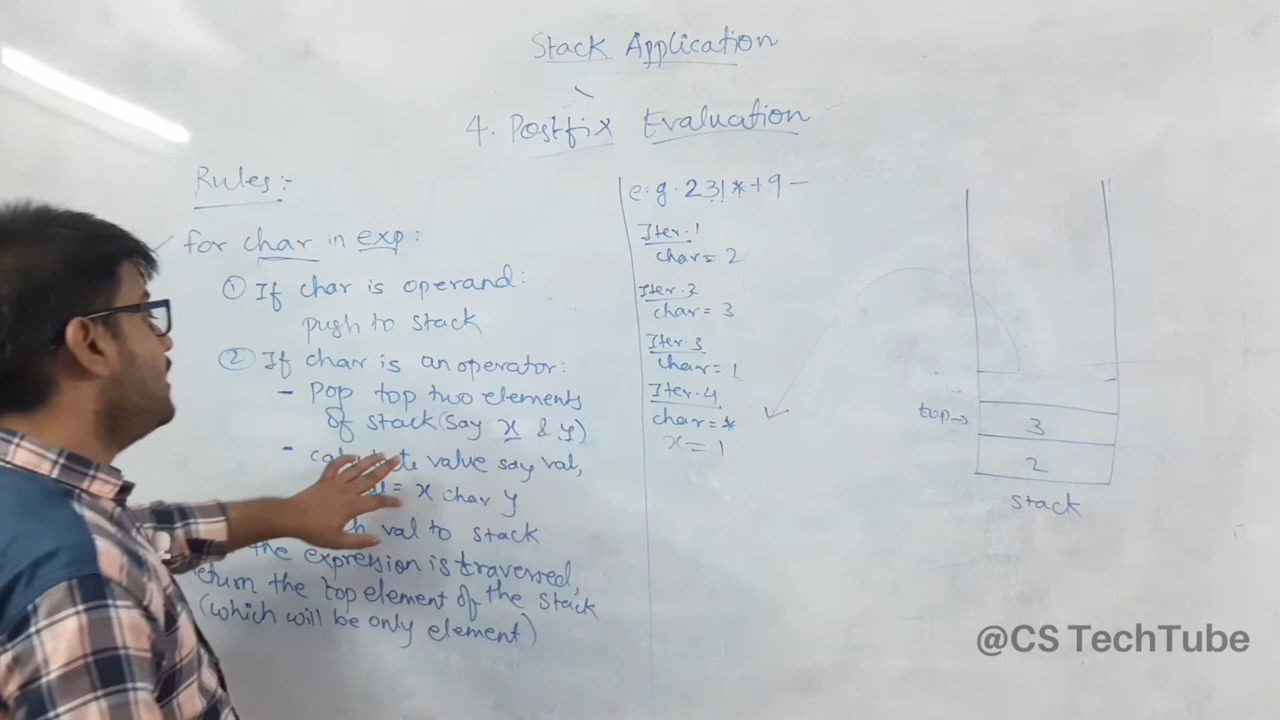 Stack Application
4. Postfix Evaluation
Rules:-
for char in exp:
① If char is operand:
push to stack
② If char is an operator:
- Pop top two elements
of stack (say x & y)
- value say val,
= x char y
val to stack
the expression is traversed,
the top element of the stack
(which will be only element)
e.g. 231*+9-
Iter.1
char = 2
Iter.2
char = 3
Iter.3
char = 1
Iter.4
char = *
x = 1
top→
3
2
stack
@CS TechTube